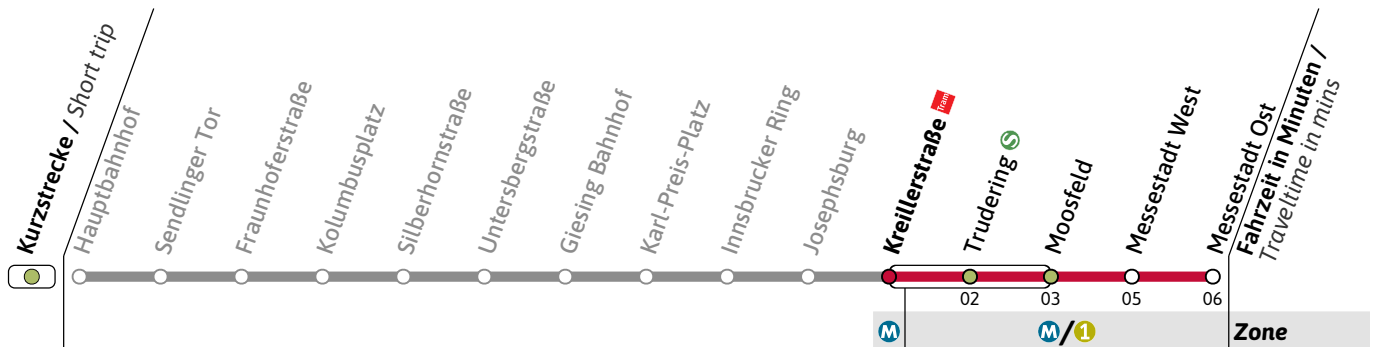 Kurzstrecke / Short trip
Hauptbahnhof
Sendlinger Tor
Fraunhoferstraße
Kolumbusplatz
Silberhornstraße
Untersbergstraße
Giesing Bahnhof
Karl-Preis-Platz
Innsbrucker Ring
Josephsburg
Kreillerstraße Tram
Trudering S
Moosfeld
Messestadt West
Messestadt Ost
Fahrzeit in Minuten /
Traveltime in mins
02 03 05 06
M M/1 Zone